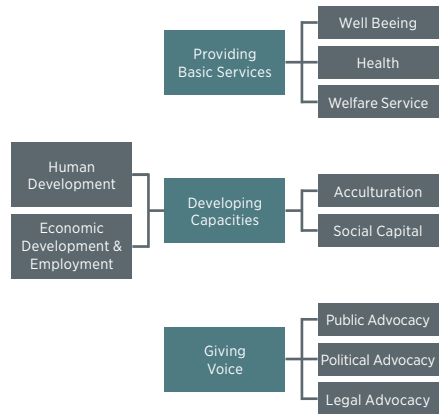 Providing
Basic Services
Well Beeing
Health
Welfare Service
Human
Development
Economic
Development &
Employment
Developing
Capacities
Acculturation
Social Capital
Giving
Voice
Public Advocacy
Political Advocacy
Legal Advocacy